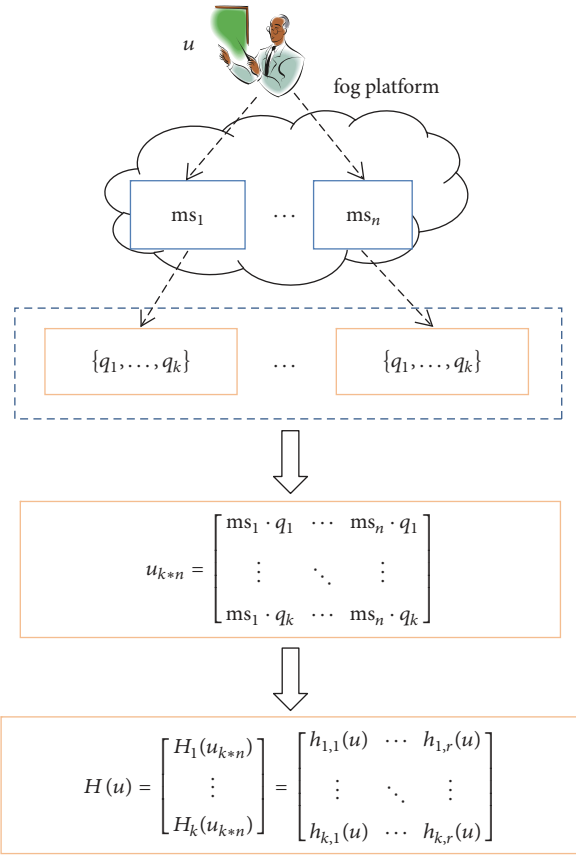 u
fog platform
ms₁ ⋯ msₙ
{q₁, …, qₖ} ⋯ {q₁, …, qₖ}
uₖ∗ₙ = [ms₁ · q₁ ⋯ msₙ · q₁
⋮ ⋱ ⋮
ms₁ · qₖ ⋯ msₙ · qₖ]
H(u) = [H₁(uₖ∗ₙ) ⋮ Hₖ(uₖ∗ₙ)] = [h₁,₁(u) ⋯ h₁,ᵣ(u)
⋮ ⋱ ⋮
hₖ,₁(u) ⋯ hₖ,ᵣ(u)]